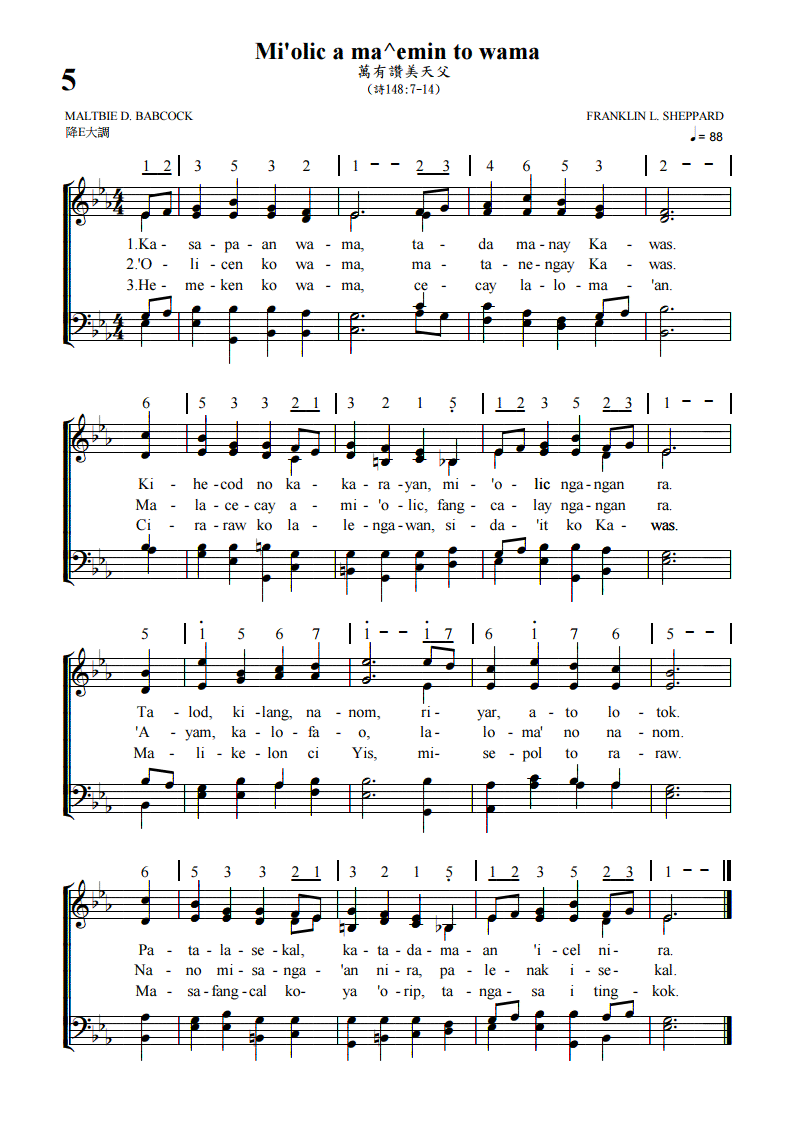 Mi'olic a ma^emin to wama
萬有讚美天父
5
(詩148:7-14)
MALTBIE D. BABCOCK
FRANKLIN L. SHEPPARD
降E大調
♩= 88
1 2 | 3 5 3 2 | 1 - - 2 3 | 4 6 5 3 | 2 - - |
1.Ka - sa - pa - an wa - ma, ta - da ma - nay Ka - was.
2.'O - li - cen ko wa - ma, ma - ta - ne - ngay Ka - was.
3.He - me - ken ko wa - ma, ce - cay la - lo - ma - 'an.
6 | 5 3 3 2 1 | 3 2 1 5̣ | 1 2 3 5 2 3 | 1 - - |
Ki - he - cod no ka - ka - ra - yan, mi - 'o - lic nga - ngan ra.
Ma - la - ce - cay a - mi - 'o - lic, fang - ca - lay nga - ngan ra.
Ci - ra - raw ko la - le - nga - wan, si - da - 'it ko Ka - was.
5 | 1̇ 5 6 7 | 1̇ - - 1̇ 7 | 6 1̇ 7 6 | 5 - - |
Ta - lod, ki - lang, na - nom, ri - yar, a - to lo - tok.
'A - yam, ka - lo - fa - o, la - lo - ma' no na - nom.
Ma - li - ke - lon ci Yis, mi - se - pol to ra - raw.
6 | 5 3 3 2 1 | 3 2 1 5̣ | 1 2 3 5 2 3 | 1 - - ‖
Pa - ta - la - se - kal, ka - ta - da - ma - an 'i - cel ni - ra.
Na - no mi - sa - nga - 'an ni - ra, pa - le - nak i se - kal.
Ma - sa - fang - cal ko - ya 'o - rip, ta - nga - sa i ting - kok.